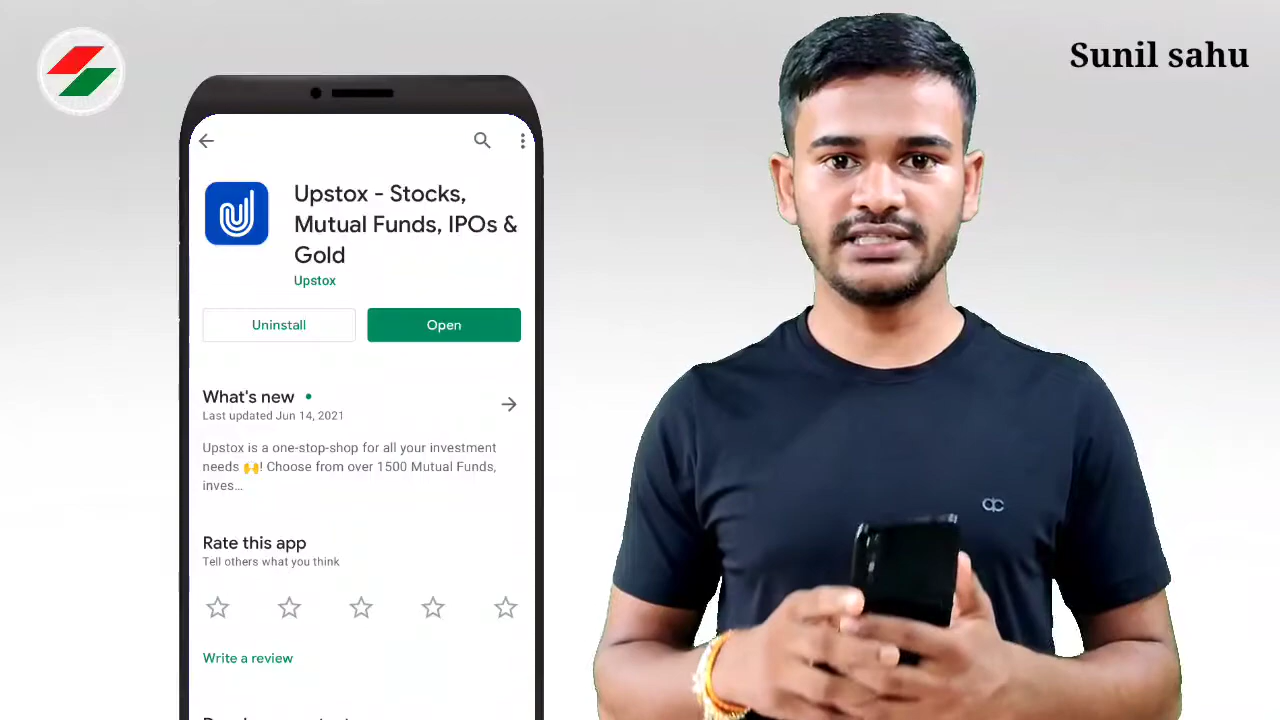 Sunil sahu
Upstox - Stocks,
Mutual Funds, IPOs &
Gold
Upstox
Uninstall
Open
What's new
Last updated Jun 14, 2021
Upstox is a one-stop-shop for all your investment
needs 🙌! Choose from over 1500 Mutual Funds,
inves...
Rate this app
Tell others what you think
Write a review